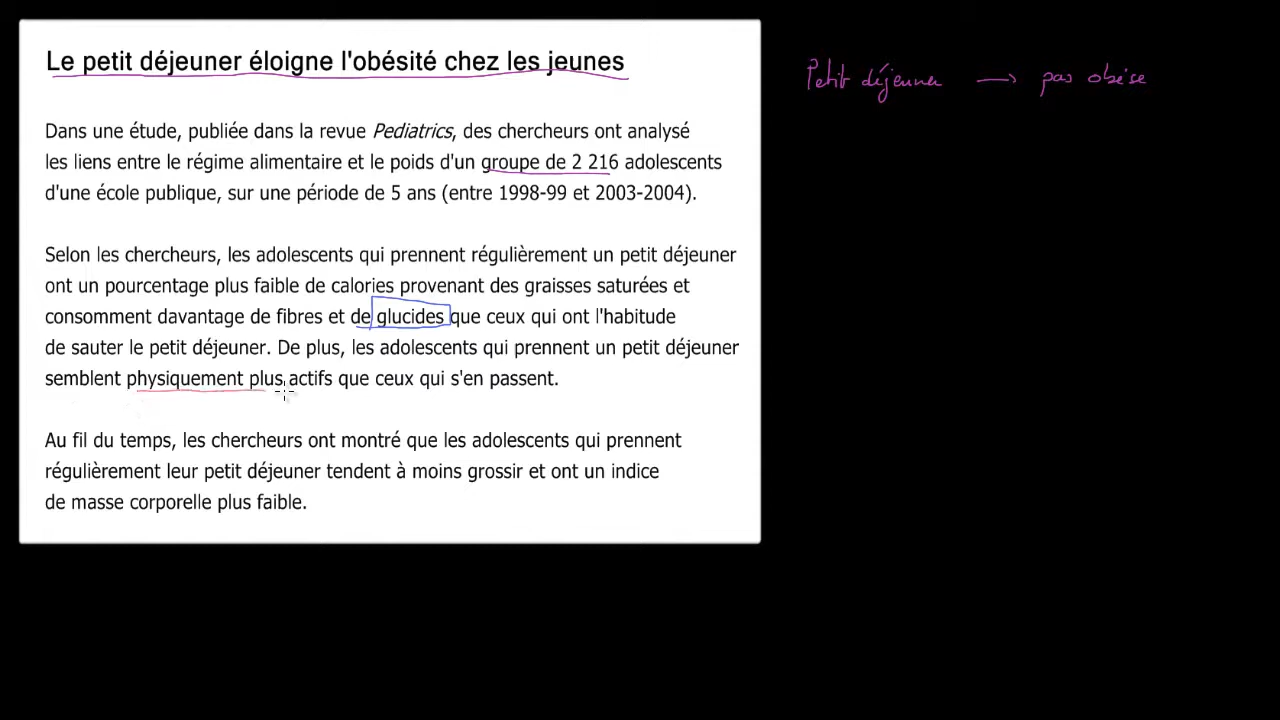 Le petit déjeuner éloigne l'obésité chez les jeunes
Petit déjeuner → pas obèse
Dans une étude, publiée dans la revue Pediatrics, des chercheurs ont analysé
les liens entre le régime alimentaire et le poids d'un groupe de 2 216 adolescents
d'une école publique, sur une période de 5 ans (entre 1998-99 et 2003-2004).
Selon les chercheurs, les adolescents qui prennent régulièrement un petit déjeuner
ont un pourcentage plus faible de calories provenant des graisses saturées et
consomment davantage de fibres et de glucides que ceux qui ont l'habitude
de sauter le petit déjeuner. De plus, les adolescents qui prennent un petit déjeuner
semblent physiquement plus actifs que ceux qui s'en passent.
Au fil du temps, les chercheurs ont montré que les adolescents qui prennent
régulièrement leur petit déjeuner tendent à moins grossir et ont un indice
de masse corporelle plus faible.